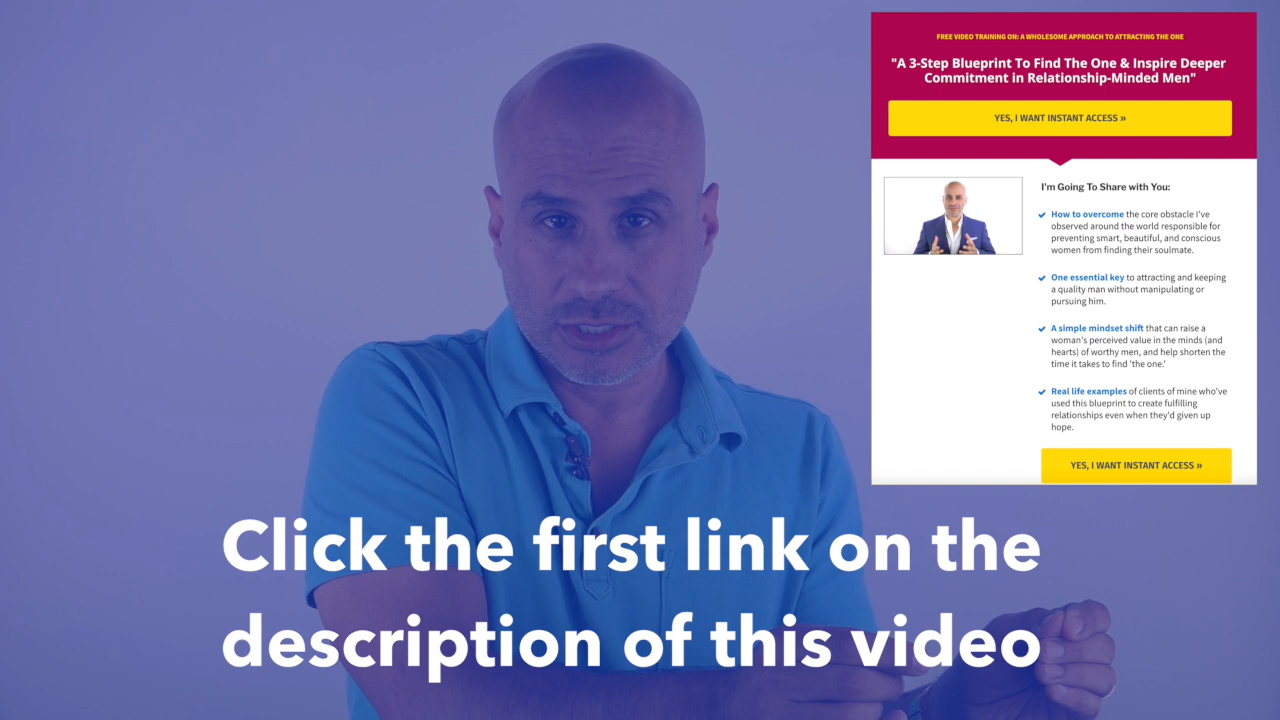 FREE VIDEO TRAINING ON: A WHOLESOME APPROACH TO ATTRACTING THE ONE
"A 3-Step Blueprint To Find The One & Inspire Deeper
Commitment in Relationship-Minded Men"
YES, I WANT INSTANT ACCESS »
I'm Going To Share with You:
How to overcome the core obstacle I've
observed around the world responsible for
preventing smart, beautiful, and conscious
women from finding their soulmate.
One essential key to attracting and keeping
a quality man without manipulating or
pursuing him.
A simple mindset shift that can raise a
woman's perceived value in the minds (and
hearts) of worthy men, and help shorten the
time it takes to find 'the one.'
Real life examples of clients of mine who've
used this blueprint to create fulfilling
relationships even when they'd given up
hope.
YES, I WANT INSTANT ACCESS »
Click the first link on the
description of this video